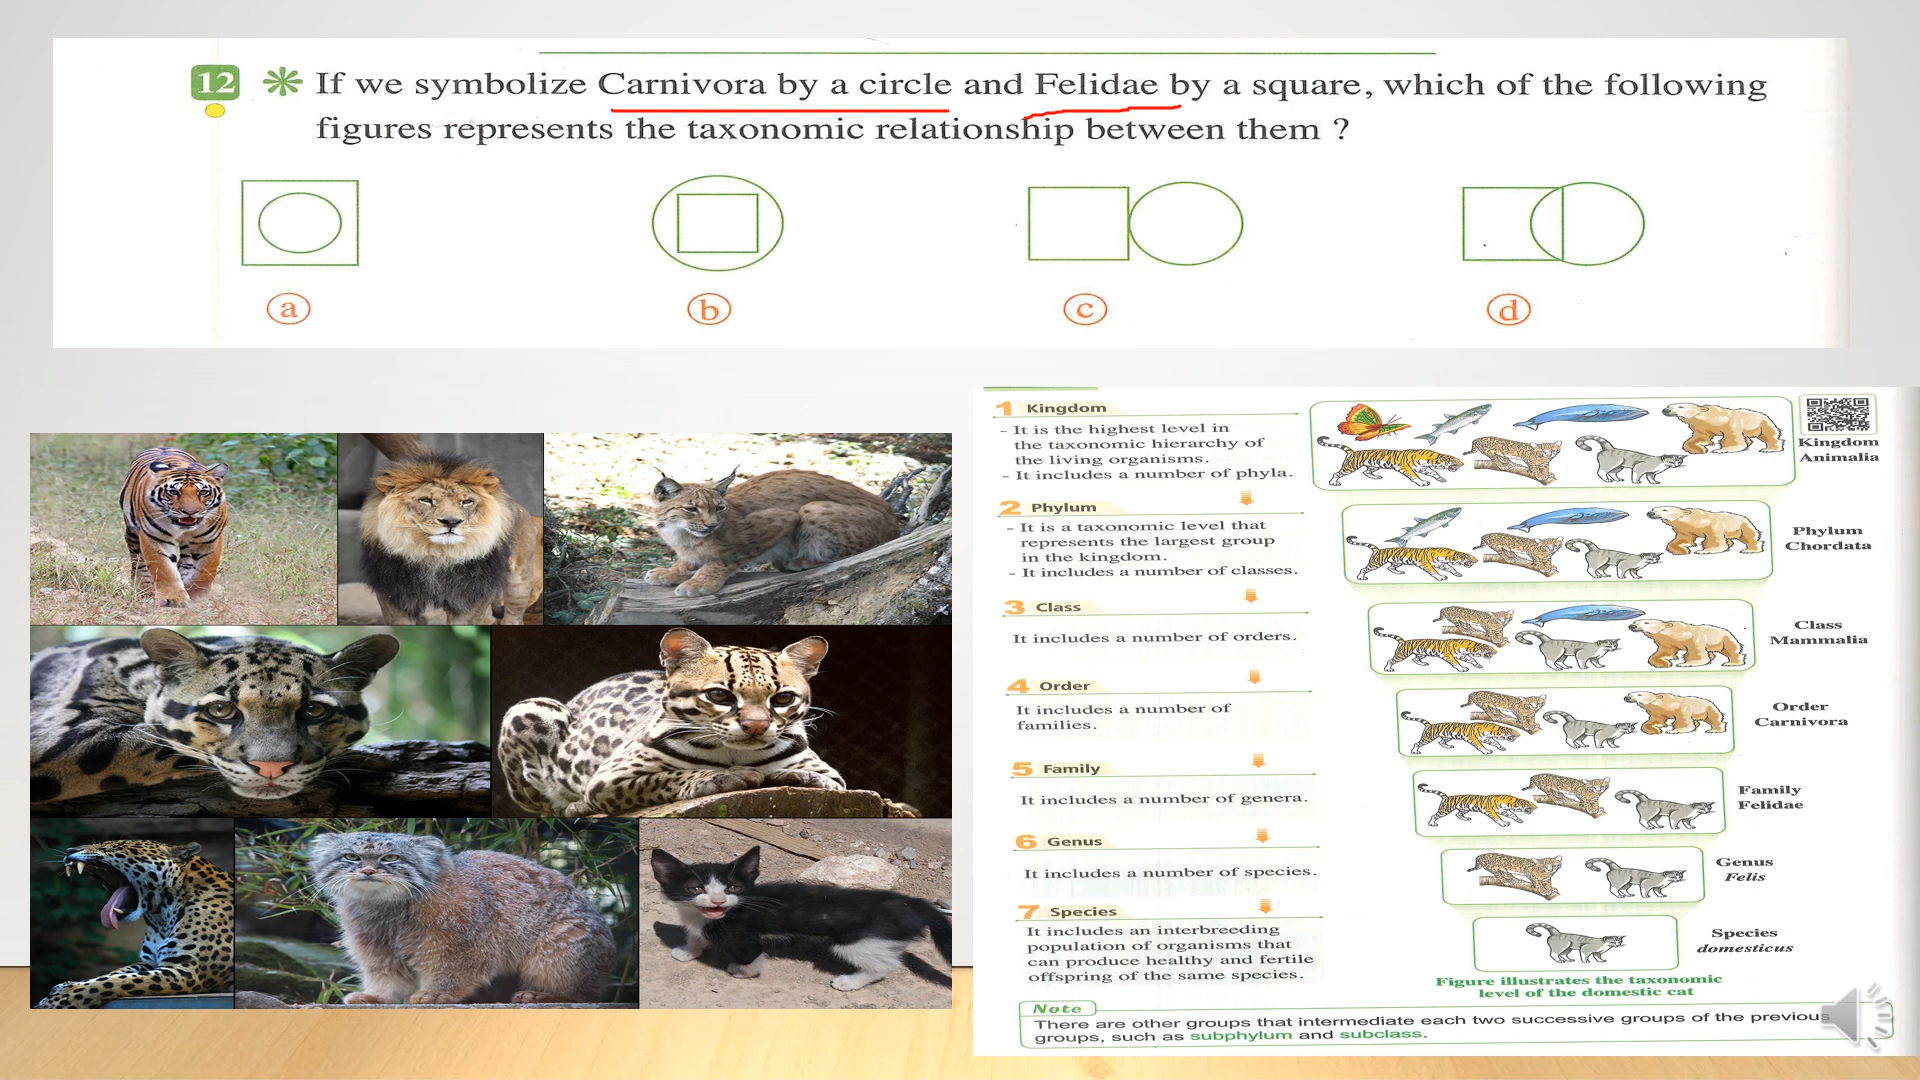 12 If we symbolize Carnivora by a circle and Felidae by a square, which of the following
figures represents the taxonomic relationship between them ?
a
b
c
d
1 Kingdom
- It is the highest level in
the taxonomic hierarchy of
the living organisms.
- It includes a number of phyla.
Kingdom
Animalia
2 Phylum
- It is a taxonomic level that
represents the largest group
in the kingdom.
- It includes a number of classes.
Phylum
Chordata
3 Class
It includes a number of orders.
Class
Mammalia
4 Order
It includes a number of
families.
Order
Carnivora
5 Family
It includes a number of genera.
Family
Felidae
6 Genus
It includes a number of species.
Genus
Felis
7 Species
It includes an interbreeding
population of organisms that
can produce healthy and fertile
offspring of the same species.
Species
domesticus
Figure illustrates the taxonomic
level of the domestic cat
Note
There are other groups that intermediate each two successive groups of the previous
groups, such as subphylum and subclass.